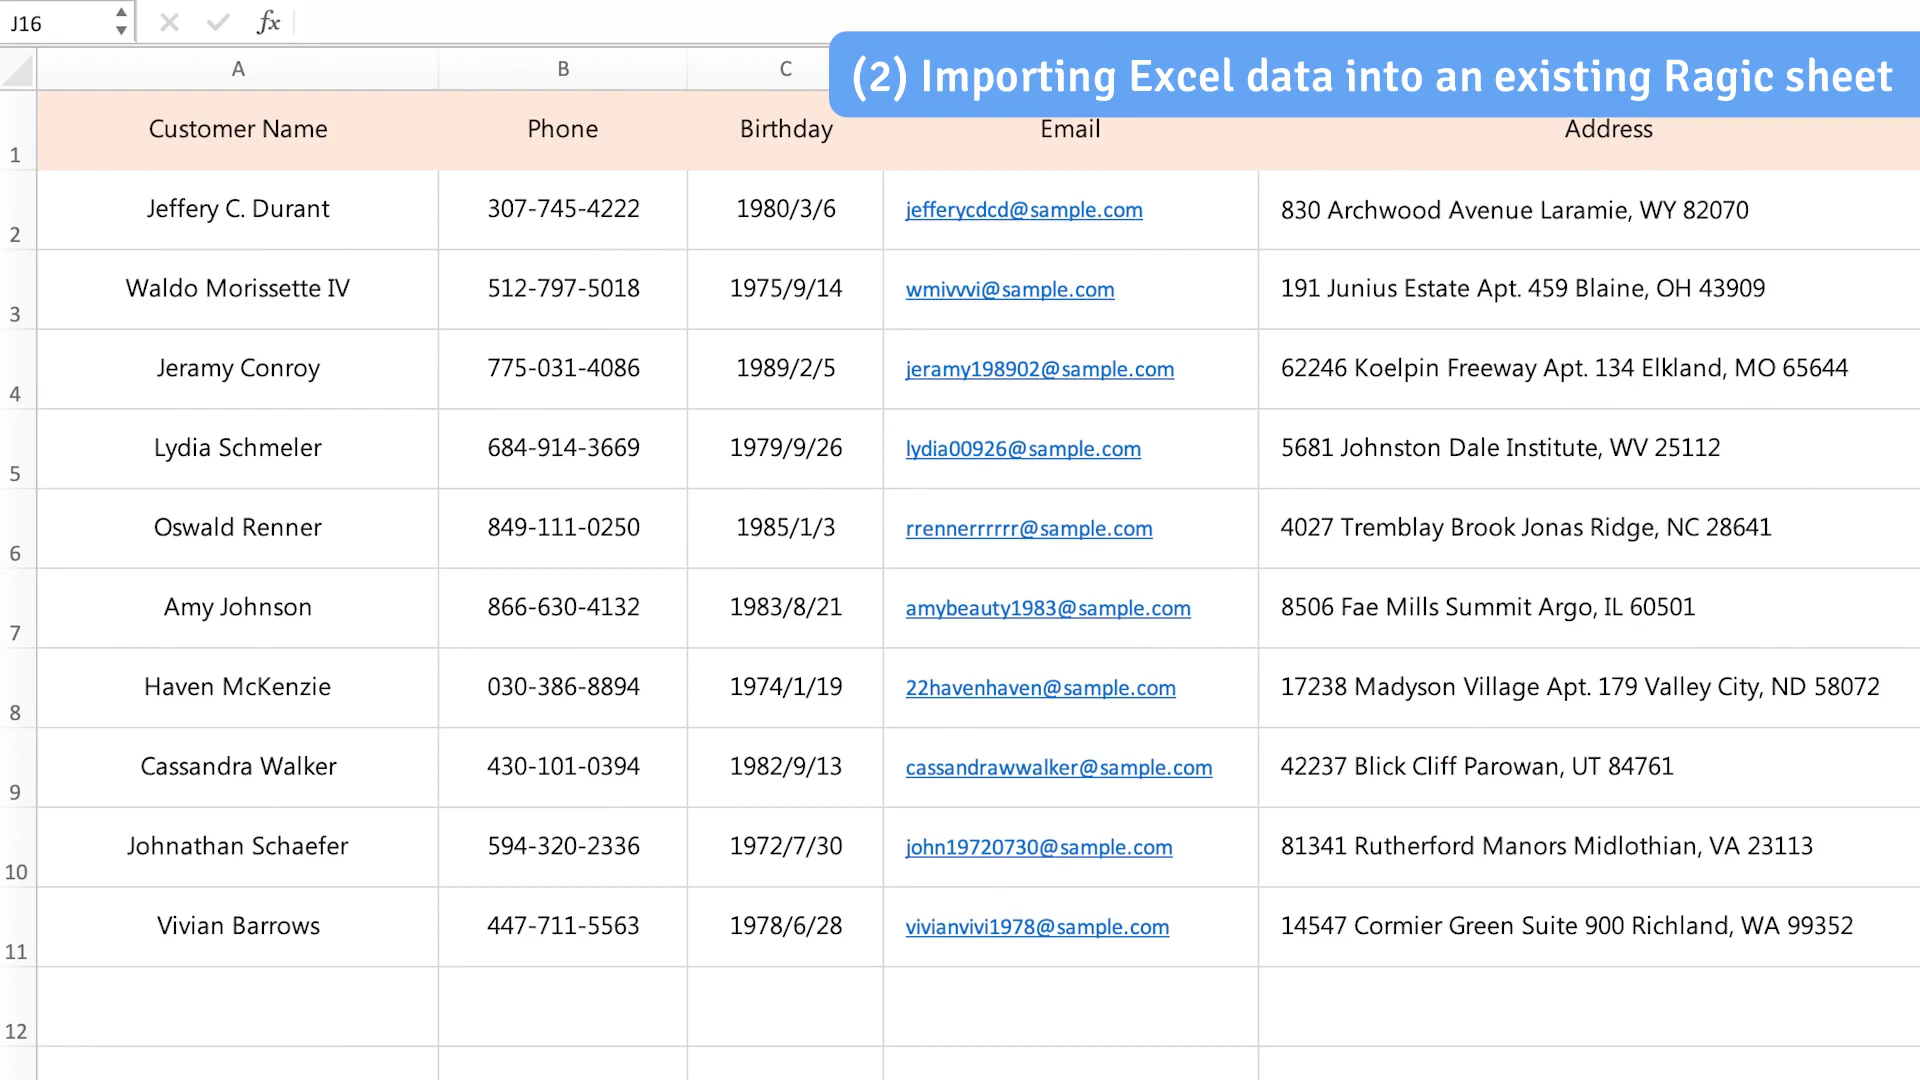 J16
fx
(2) Importing Excel data into an existing Ragic sheet
A B C
1 Customer Name Phone Birthday Email Address
2 Jeffery C. Durant 307-745-4222 1980/3/6 jefferycdcd@sample.com 830 Archwood Avenue Laramie, WY 82070
3 Waldo Morissette IV 512-797-5018 1975/9/14 wmivvvi@sample.com 191 Junius Estate Apt. 459 Blaine, OH 43909
4 Jeramy Conroy 775-031-4086 1989/2/5 jeramy198902@sample.com 62246 Koelpin Freeway Apt. 134 Elkland, MO 65644
5 Lydia Schmeler 684-914-3669 1979/9/26 lydia00926@sample.com 5681 Johnston Dale Institute, WV 25112
6 Oswald Renner 849-111-0250 1985/1/3 rrennerrrrrr@sample.com 4027 Tremblay Brook Jonas Ridge, NC 28641
7 Amy Johnson 866-630-4132 1983/8/21 amybeauty1983@sample.com 8506 Fae Mills Summit Argo, IL 60501
8 Haven McKenzie 030-386-8894 1974/1/19 22havenhaven@sample.com 17238 Madyson Village Apt. 179 Valley City, ND 58072
9 Cassandra Walker 430-101-0394 1982/9/13 cassandrawwalker@sample.com 42237 Blick Cliff Parowan, UT 84761
10 Johnathan Schaefer 594-320-2336 1972/7/30 john19720730@sample.com 81341 Rutherford Manors Midlothian, VA 23113
11 Vivian Barrows 447-711-5563 1978/6/28 vivianvivi1978@sample.com 14547 Cormier Green Suite 900 Richland, WA 99352
12